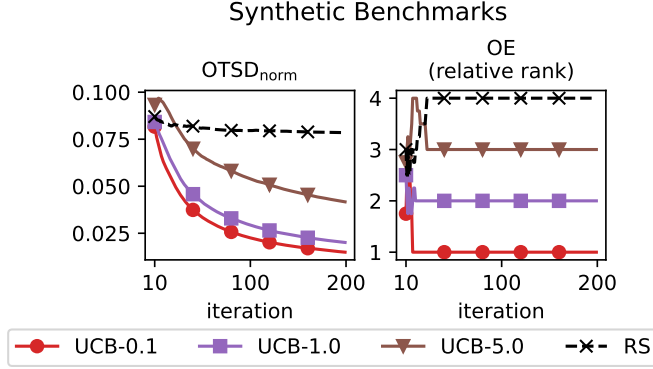 Synthetic Benchmarks
OTSDnorm
OE
(relative rank)
0.100
0.075
0.050
0.025
10
100
200
iteration
4
3
2
1
10
100
200
iteration
UCB-0.1
UCB-1.0
UCB-5.0
RS